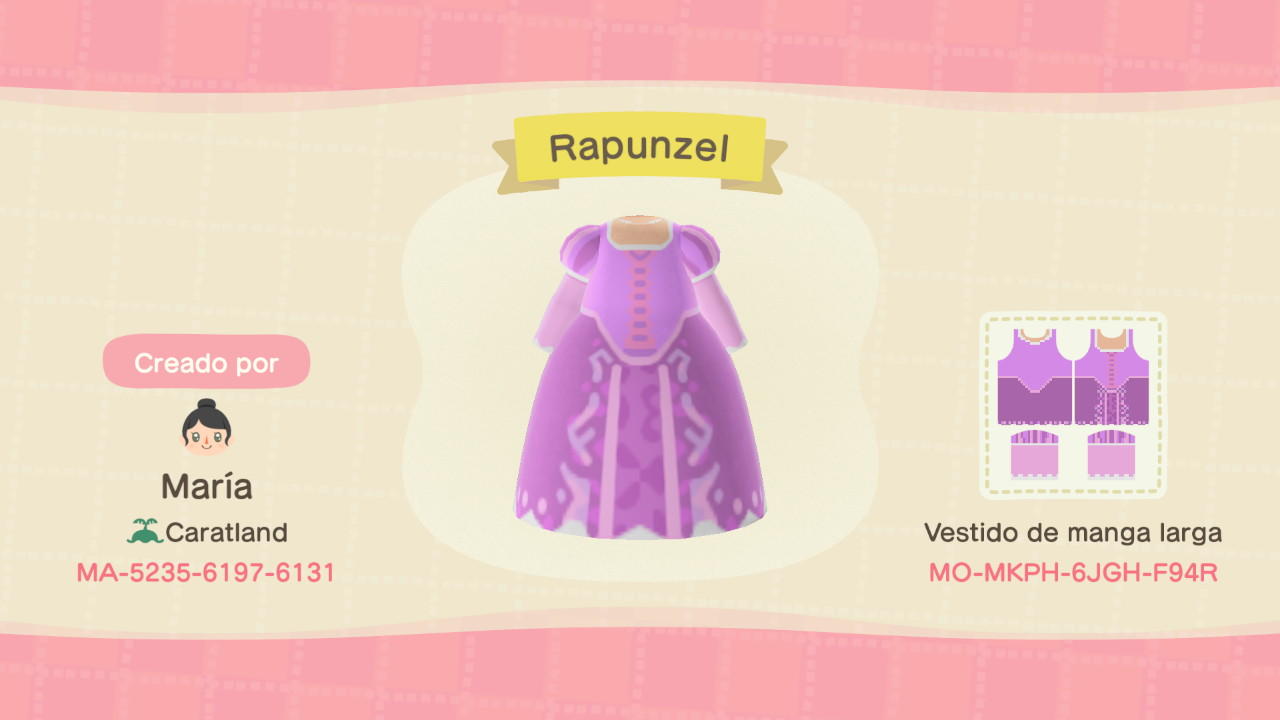 Rapunzel
Creado por
María
Caratland
MA-5235-6197-6131
Vestido de manga larga
MO-MKPH-6JGH-F94R